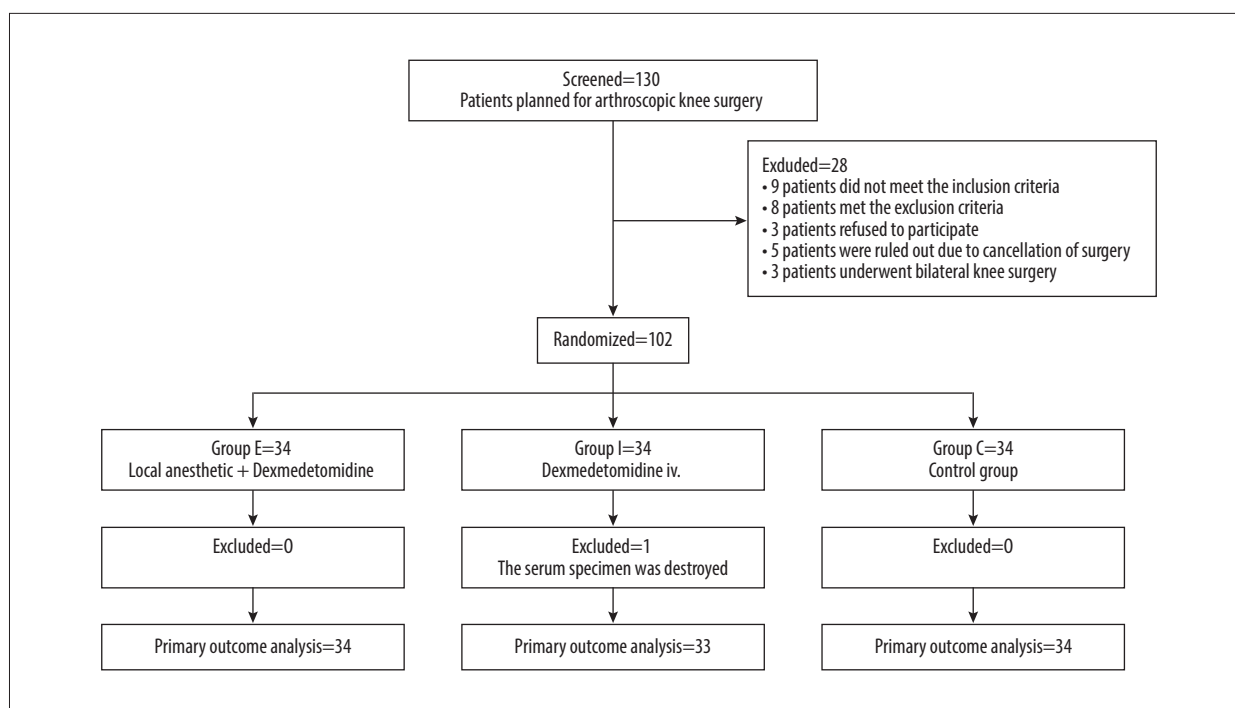 Screened=130
Patients planned for arthroscopic knee surgery
Exduded=28
• 9 patients did not meet the inclusion criteria
• 8 patients met the exclusion criteria
• 3 patients refused to participate
• 5 patients were ruled out due to cancellation of surgery
• 3 patients underwent bilateral knee surgery
Randomized=102
Group E=34
Local anesthetic + Dexmedetomidine
Group I=34
Dexmedetomidine iv.
Group C=34
Control group
Excluded=0
Excluded=1
The serum specimen was destroyed
Excluded=0
Primary outcome analysis=34
Primary outcome analysis=33
Primary outcome analysis=34